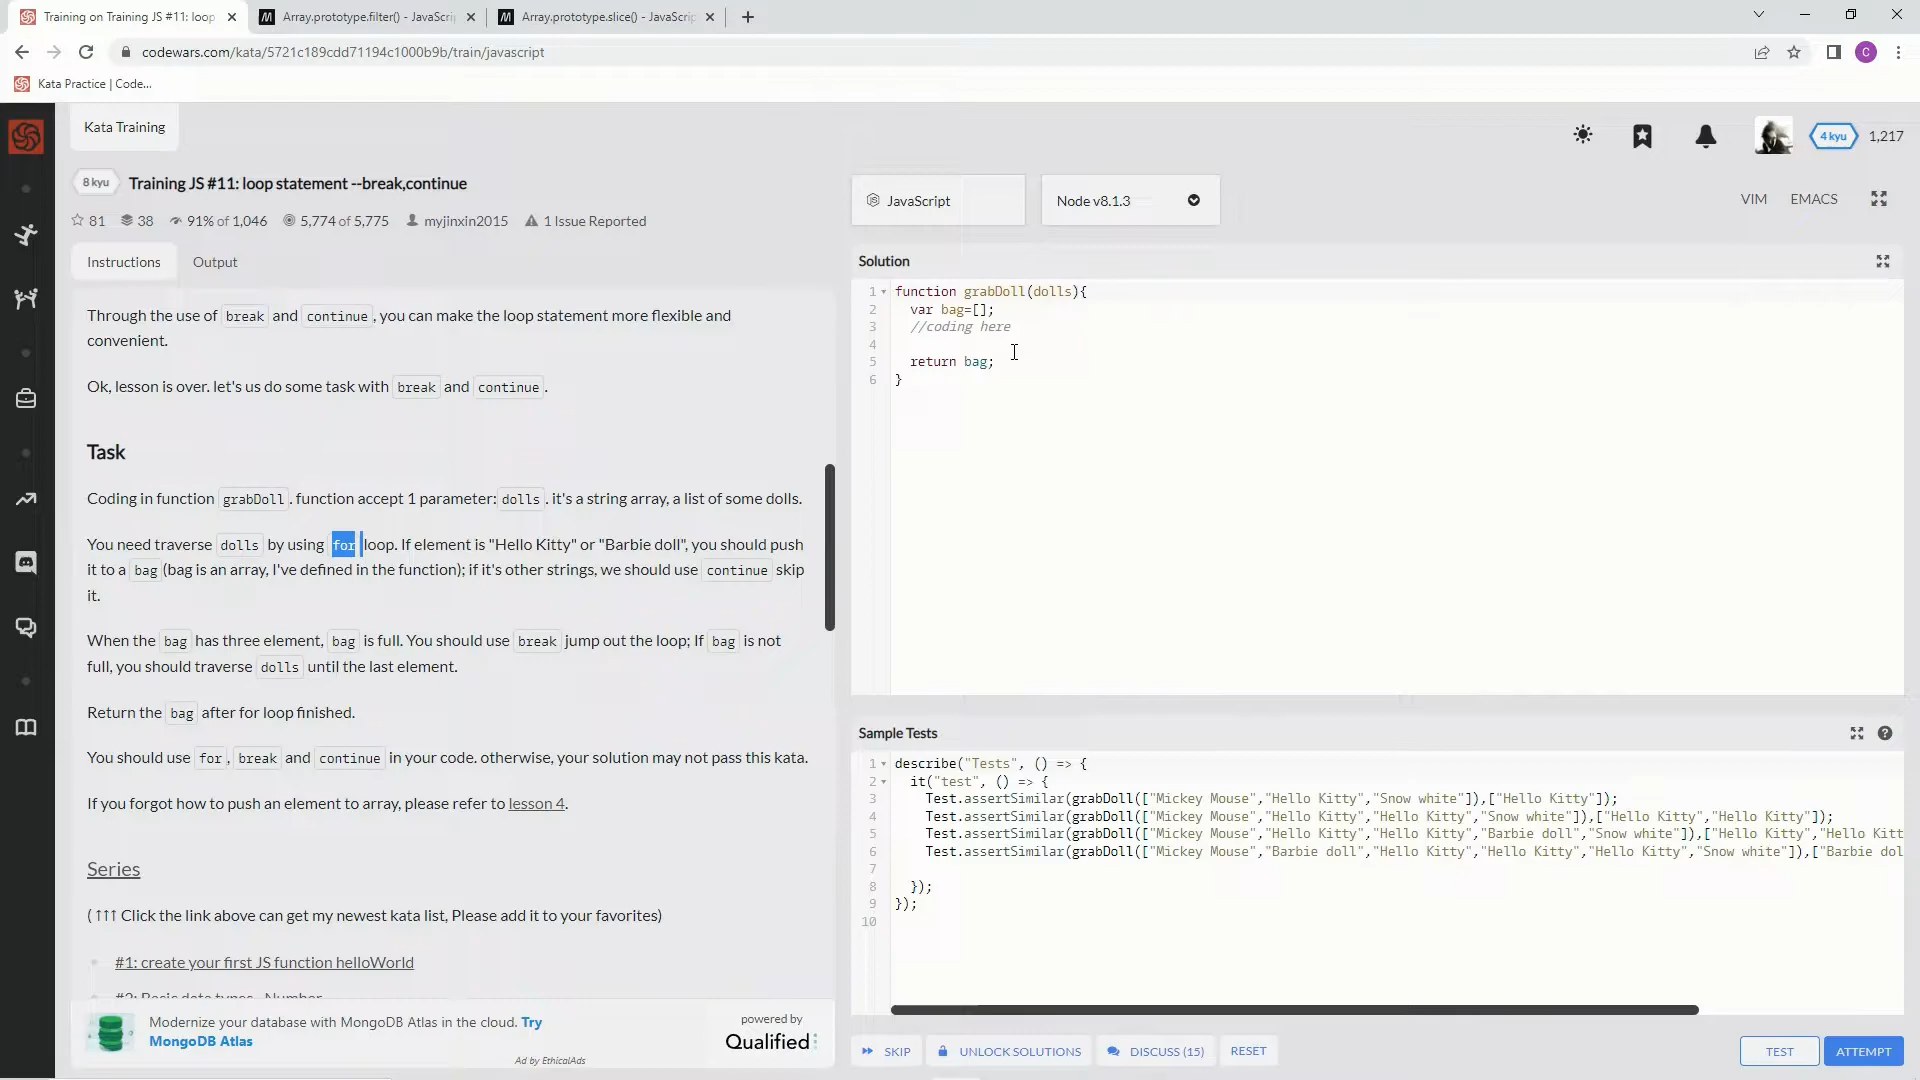 Training on Training JS #11: loop
Array.prototype.filter() - JavaScri
Array.prototype.slice() - JavaScrip
codewars.com/kata/5721c189cdd71194c1000b9b/train/javascript
C
Kata Practice | Code...
Kata Training
4 kyu
1,217
8 kyu
Training JS #11: loop statement --break,continue
81
38
91% of 1,046
5,774 of 5,775
myjinxin2015
1 Issue Reported
JavaScript
Node v8.1.3
VIM
EMACS
Instructions
Output
Through the use of break and continue, you can make the loop statement more flexible and
convenient.
Ok, lesson is over. let's us do some task with break and continue.
Task
Coding in function grabDoll. function accept 1 parameter: dolls. it's a string array, a list of some dolls.
You need traverse dolls by using for loop. If element is "Hello Kitty" or "Barbie doll", you should push
it to a bag (bag is an array, I've defined in the function); if it's other strings, we should use continue skip
it.
When the bag has three element, bag is full. You should use break jump out the loop; If bag is not
full, you should traverse dolls until the last element.
Return the bag after for loop finished.
You should use for, break and continue in your code. otherwise, your solution may not pass this kata.
If you forgot how to push an element to array, please refer to lesson 4.
Series
( ↑↑↑ Click the link above can get my newest kata list, Please add it to your favorites)
#1: create your first JS function helloWorld
#2: Basic data types--Number
Modernize your database with MongoDB Atlas in the cloud. Try
MongoDB Atlas
Ad by EthicalAds
powered by
Qualified
Solution
1 function grabDoll(dolls){
2 var bag=[];
3 //coding here
4
5 return bag;
6 }
Sample Tests
1 describe("Tests", () => {
2 it("test", () => {
3 Test.assertSimilar(grabDoll(["Mickey Mouse","Hello Kitty","Snow white"]),["Hello Kitty"]);
4 Test.assertSimilar(grabDoll(["Mickey Mouse","Hello Kitty","Hello Kitty","Snow white"]),["Hello Kitty","Hello Kitty"]);
5 Test.assertSimilar(grabDoll(["Mickey Mouse","Hello Kitty","Hello Kitty","Barbie doll","Snow white"]),["Hello Kitty","Hello Kitt
6 Test.assertSimilar(grabDoll(["Mickey Mouse","Barbie doll","Hello Kitty","Hello Kitty","Hello Kitty","Snow white"]),["Barbie dol
7
8 });
9 });
10
SKIP
UNLOCK SOLUTIONS
DISCUSS (15)
RESET
TEST
ATTEMPT